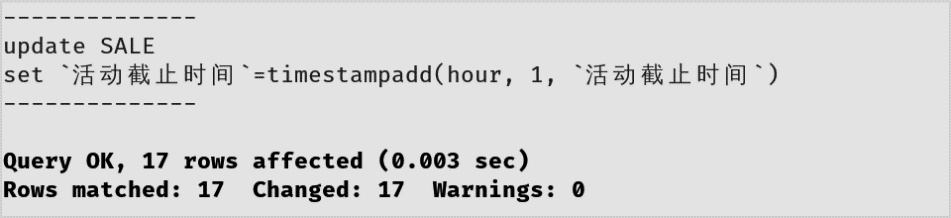 --------------
update SALE
set `活动截止时间`=timestampadd(hour, 1, `活动截止时间`)
--------------
Query OK, 17 rows affected (0.003 sec)
Rows matched: 17  Changed: 17  Warnings: 0